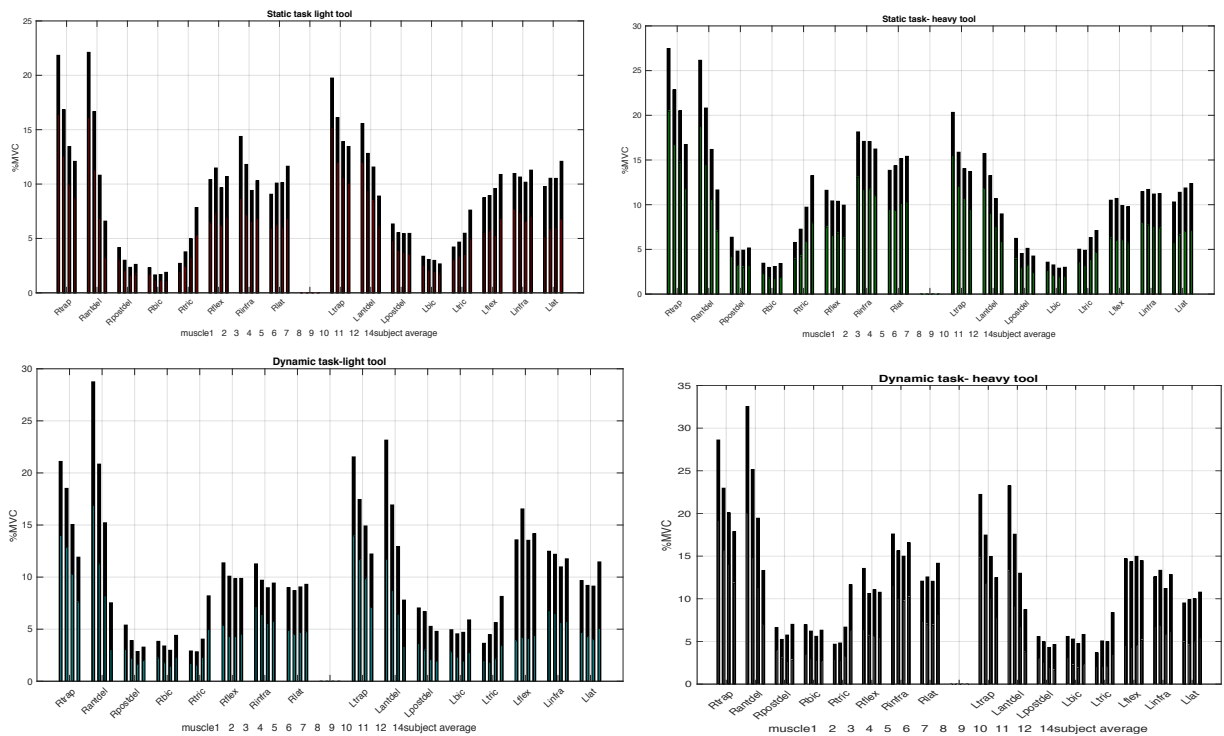 Static task light tool
25
20
15
10
5
0
%MVC
Rtrap Rantdel Rpostdel Rbic Rtric Rflex Rinfra Rlat Ltrap Lantdel Lpostdel Lbic Ltric Lflex Linfra Llat
muscle1 2 3 4 5 6 7 8 9 10 11 12 14subject average
Static task- heavy tool
30
25
20
15
10
5
0
%MVC
Rtrap Rantdel Rpostdel Rbic Rtric Rflex Rinfra Rlat Ltrap Lantdel Lpostdel Lbic Ltric Lflex Linfra Llat
muscle1 2 3 4 5 6 7 8 9 10 11 12 14subject average
Dynamic task-light tool
30
25
20
15
10
5
0
%MVC
Rtrap Rantdel Rpostdel Rbic Rtric Rflex Rinfra Rlat Ltrap Lantdel Lpostdel Lbic Ltric Lflex Linfra Llat
muscle1 2 3 4 5 6 7 8 9 10 11 12 14subject average
Dynamic task- heavy tool
35
30
25
20
15
10
5
0
%MVC
Rtrap Rantdel Rpostdel Rbic Rtric Rflex Rinfra Rlat Ltrap Lantdel Lpostdel Lbic Ltric Lflex Linfra Llat
muscle1 2 3 4 5 6 7 8 9 10 11 12 14subject average